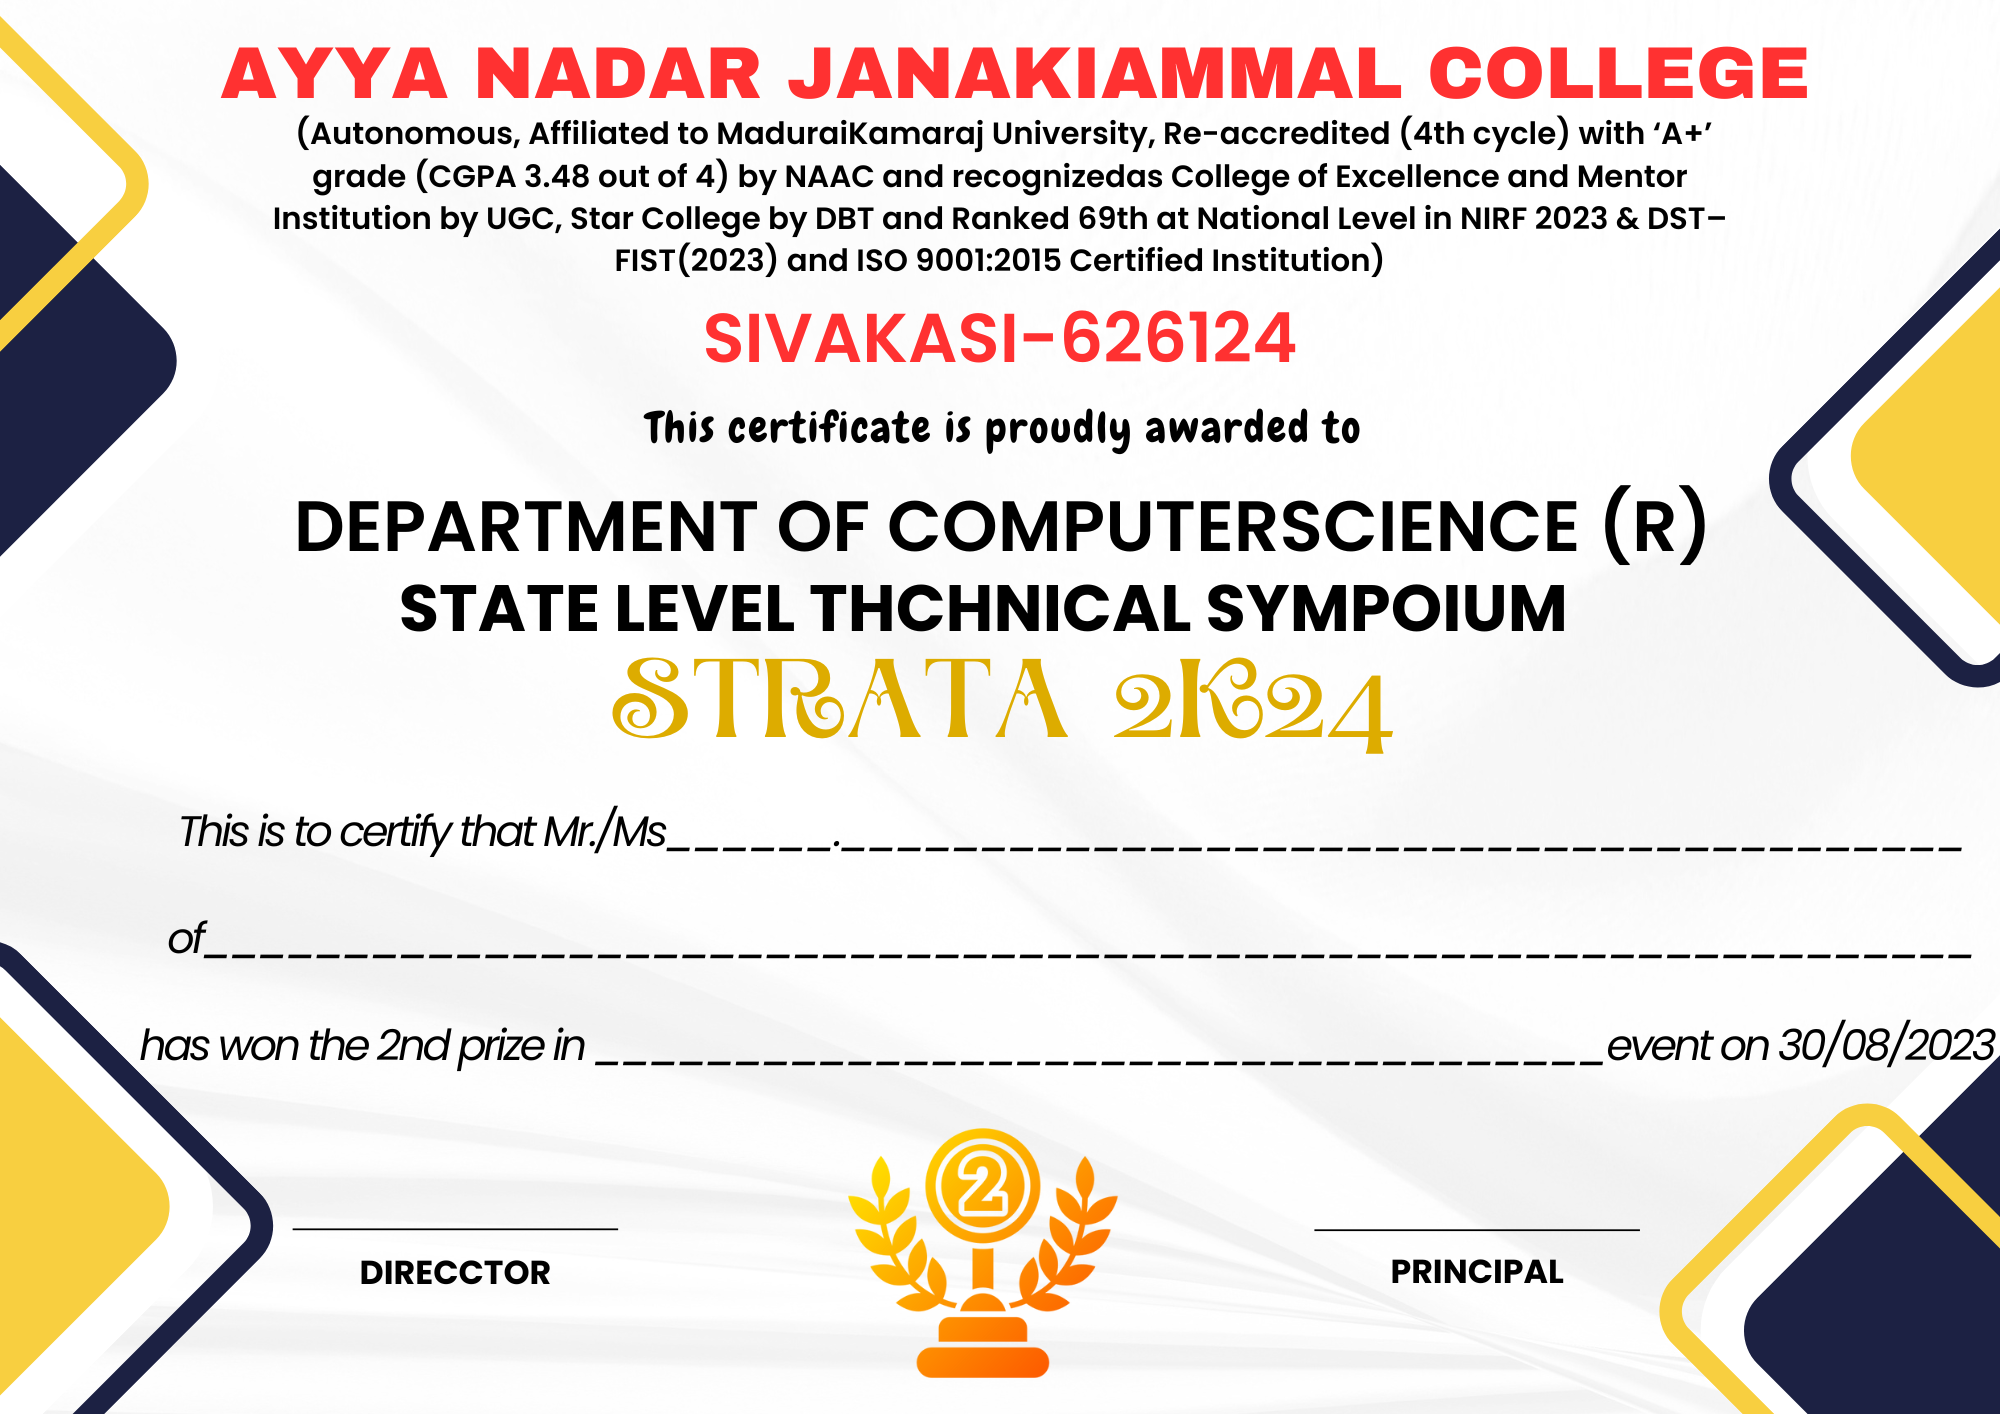 AYYA NADAR JANAKIAMMAL COLLEGE
(Autonomous, Affiliated to MaduraiKamaraj University, Re-accredited (4th cycle) with ‘A+’
grade (CGPA 3.48 out of 4) by NAAC and recognizedas College of Excellence and Mentor
Institution by UGC, Star College by DBT and Ranked 69th at National Level in NIRF 2023 & DST–
FIST(2023) and ISO 9001:2015 Certified Institution)
SIVAKASI-626124
This certificate is proudly awarded to
DEPARTMENT OF COMPUTERSCIENCE (R)
STATE LEVEL THCHNICAL SYMPOIUM
STRATA 2K24
This is to certify that Mr./Ms______.________________________________________
of_______________________________________________________________
has won the 2nd prize in ____________________________________event on 30/08/2023
2
DIRECCTOR
PRINCIPAL